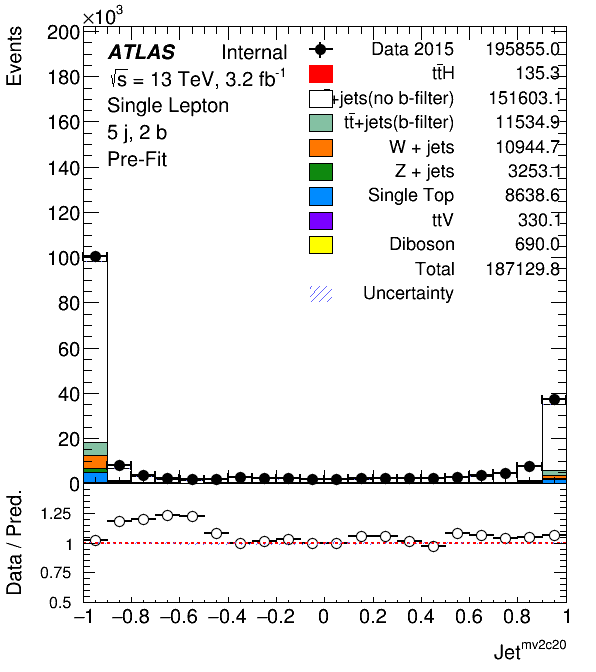 ×10³
Events
200
180
160
140
120
100
80
60
40
20
0
ATLAS Internal
√s = 13 TeV, 3.2 fb⁻¹
Single Lepton
5 j, 2 b
Pre-Fit
Data 2015 195855.0
tt̄H 135.3
+jets(no b-filter) 151603.1
tt̄+jets(b-filter) 11534.9
W + jets 10944.7
Z + jets 3253.1
Single Top 8638.6
ttV 330.1
Diboson 690.0
Total 187129.8
Uncertainty
Data / Pred.
1.25
1
0.75
0.5
−1 −0.8 −0.6 −0.4 −0.2 0 0.2 0.4 0.6 0.8 1
Jet^mv2c20